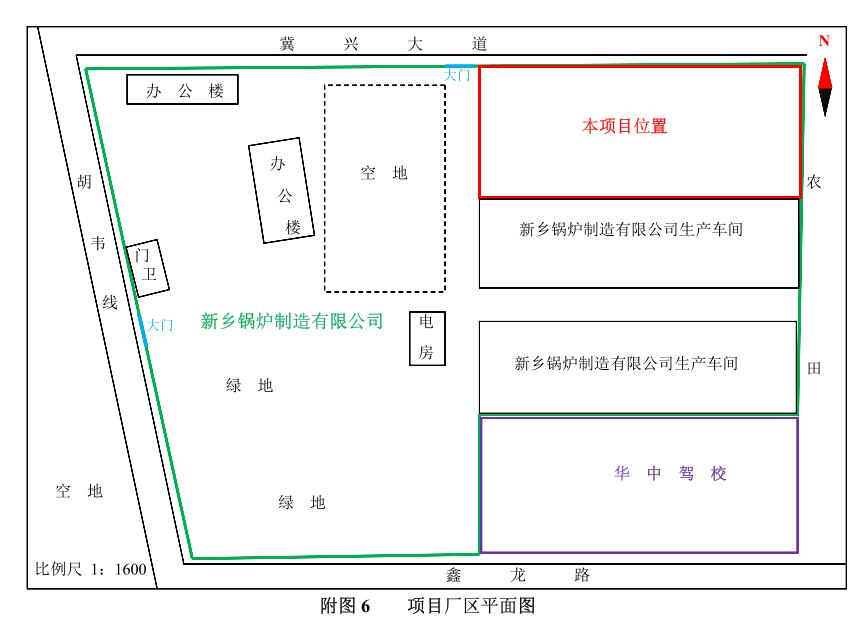 冀 兴 大 道
N
大门
办 公 楼
本项目位置
办
公
楼
空 地
胡
韦
线
农
田
新乡锅炉制造有限公司生产车间
门
卫
大门
新乡锅炉制造有限公司
电
房
新乡锅炉制造有限公司生产车间
绿 地
华 中 驾 校
空 地
绿 地
比例尺 1：1600
鑫 龙 路
附图 6 项目厂区平面图